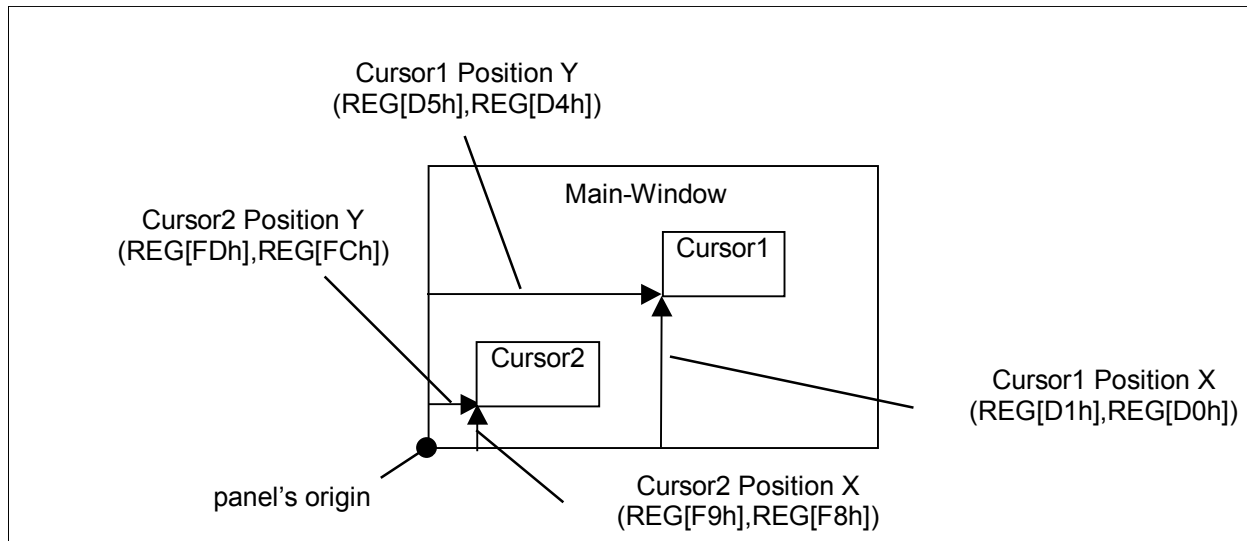 Cursor1 Position Y
(REG[D5h],REG[D4h])
Main-Window
Cursor2 Position Y
(REG[FDh],REG[FCh])
Cursor1
Cursor2
Cursor1 Position X
(REG[D1h],REG[D0h])
panel's origin
Cursor2 Position X
(REG[F9h],REG[F8h])